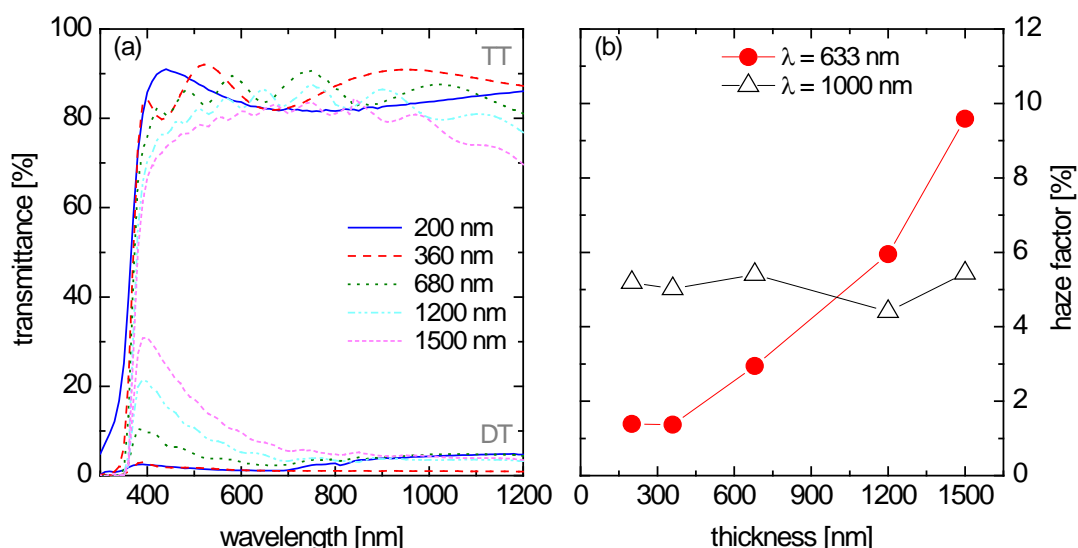 (a)
TT
DT
200 nm
360 nm
680 nm
1200 nm
1500 nm
100
80
60
40
20
0
transmittance [%]
400 600 800 1000 1200
wavelength [nm]
(b)
λ = 633 nm
λ = 1000 nm
12
10
8
6
4
2
0
haze factor [%]
0 300 600 900 1200 1500
thickness [nm]